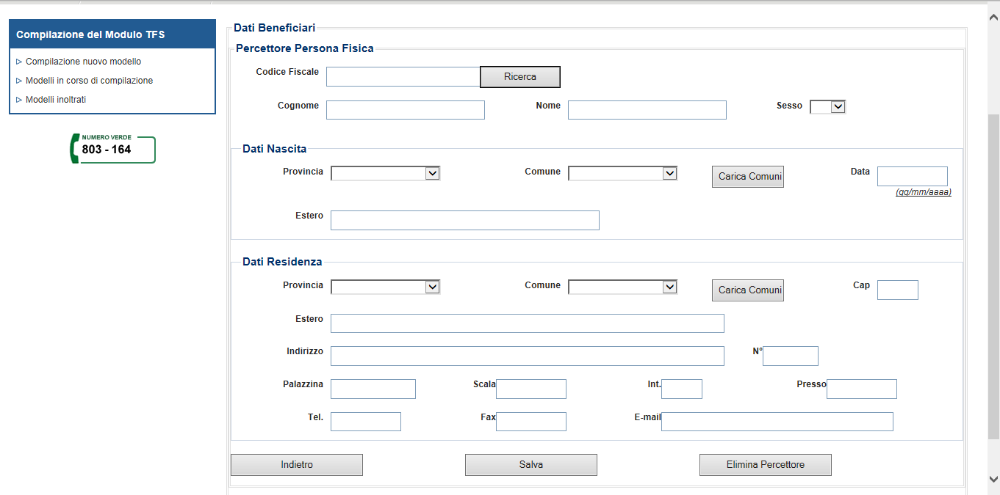 Compilazione del Modulo TFS
Compilazione nuovo modello
Modelli in corso di compilazione
Modelli inoltrati
NUMERO VERDE
803 - 164
Dati Beneficiari
Percettore Persona Fisica
Codice Fiscale Ricerca
Cognome Nome Sesso
Dati Nascita
Provincia Comune Carica Comuni Data
(gg/mm/aaaa)
Estero
Dati Residenza
Provincia Comune Carica Comuni Cap
Estero
Indirizzo N°
Palazzina Scala Int. Presso
Tel. Fax E-mail
Indietro Salva Elimina Percettore